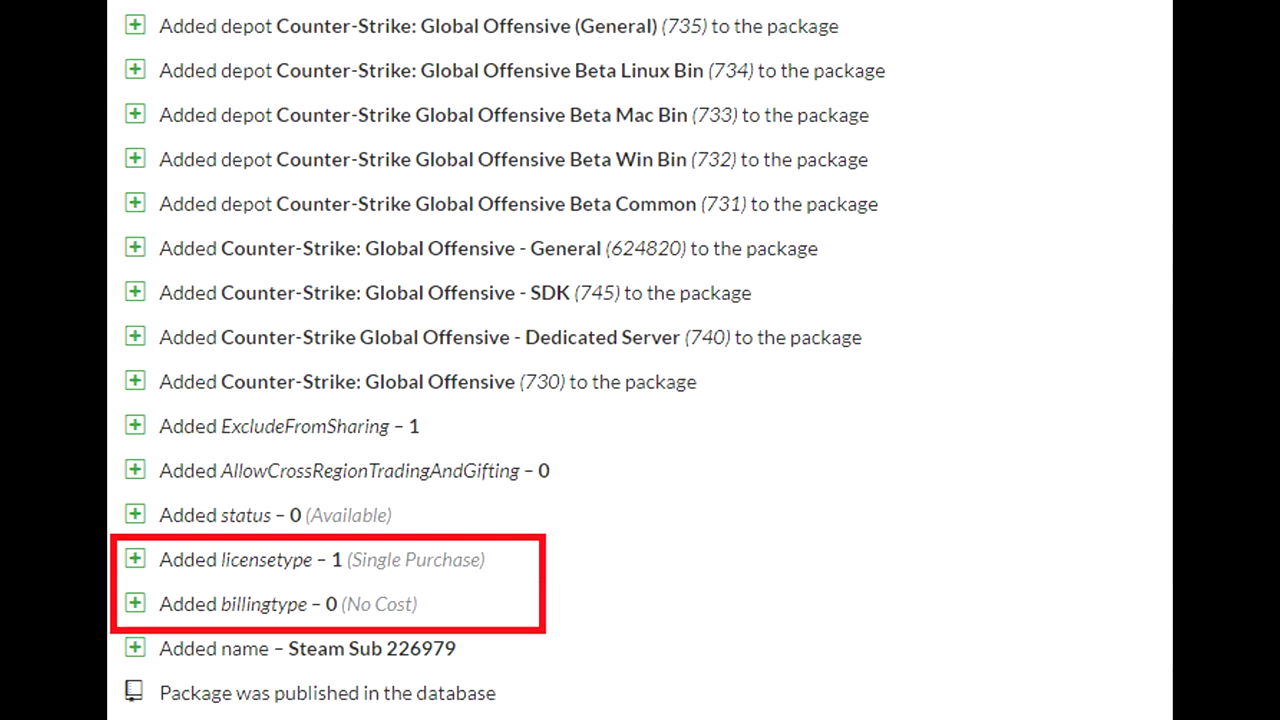 Added depot Counter-Strike: Global Offensive (General) (735) to the package
Added depot Counter-Strike: Global Offensive Beta Linux Bin (734) to the package
Added depot Counter-Strike Global Offensive Beta Mac Bin (733) to the package
Added depot Counter-Strike Global Offensive Beta Win Bin (732) to the package
Added depot Counter-Strike Global Offensive Beta Common (731) to the package
Added Counter-Strike: Global Offensive - General (624820) to the package
Added Counter-Strike: Global Offensive - SDK (745) to the package
Added Counter-Strike Global Offensive - Dedicated Server (740) to the package
Added Counter-Strike: Global Offensive (730) to the package
Added ExcludeFromSharing – 1
Added AllowCrossRegionTradingAndGifting – 0
Added status – 0 (Available)
Added licensetype – 1 (Single Purchase)
Added billingtype – 0 (No Cost)
Added name – Steam Sub 226979
Package was published in the database